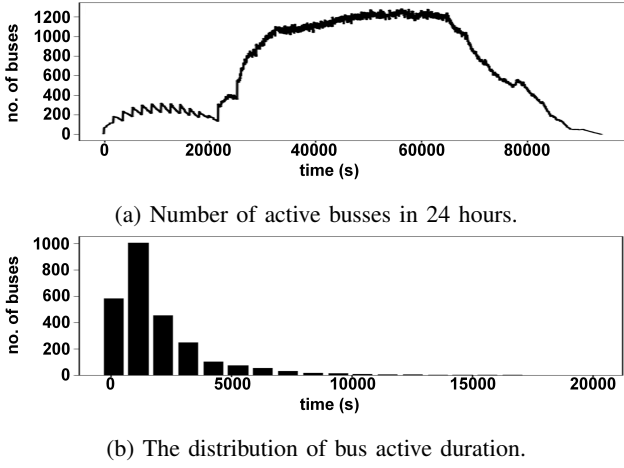 no. of buses
1200
1000
800
600
400
200
0
0 20000 40000 60000 80000
time (s)
(a) Number of active busses in 24 hours.
no. of buses
1000
800
600
400
200
0
0 5000 10000 15000 20000
time (s)
(b) The distribution of bus active duration.